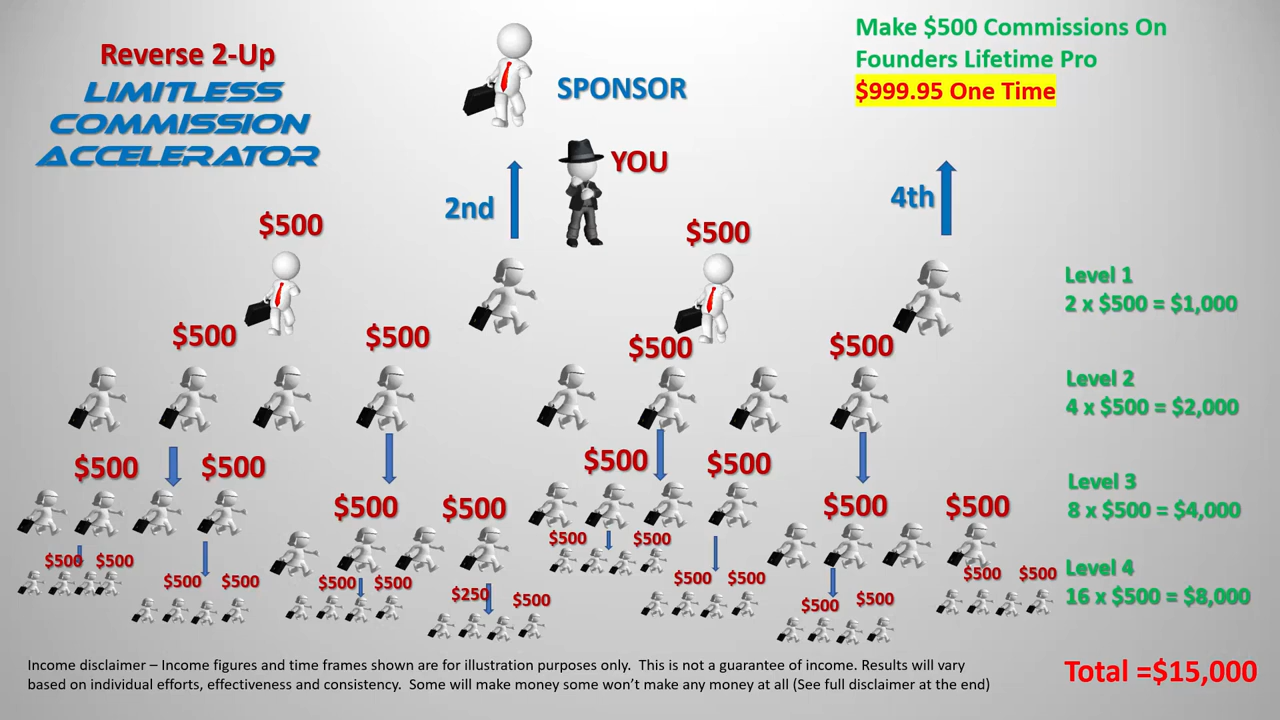 Reverse 2-Up
LIMITLESS
COMMISSION
ACCELERATOR
SPONSOR
Make $500 Commissions On
Founders Lifetime Pro
$999.95 One Time
YOU
2nd
4th
$500
$500
$500
$500
$500
$500
Level 1
2 x $500 = $1,000
Level 2
4 x $500 = $2,000
$500
$500
$500
$500
Level 3
8 x $500 = $4,000
$500
$500
$500
$500
$500
$500
$500
$500
Level 4
16 x $500 = $8,000
$500
$500
$500
$500
$500
$500
$500
$500
$250
$500
$500
$500
Income disclaimer – Income figures and time frames shown are for illustration purposes only. This is not a guarantee of income. Results will vary
based on individual efforts, effectiveness and consistency. Some will make money some won't make any money at all (See full disclaimer at the end)
Total =$15,000